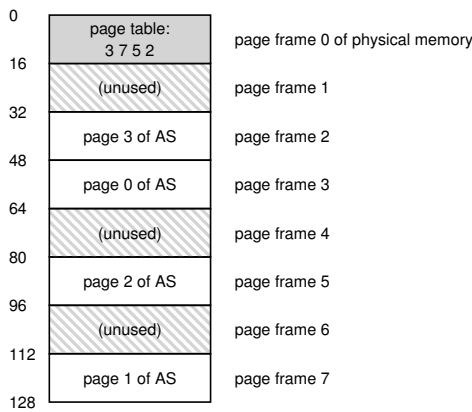 0
page table:
3 7 5 2
page frame 0 of physical memory
16
(unused)
page frame 1
32
page 3 of AS
page frame 2
48
page 0 of AS
page frame 3
64
(unused)
page frame 4
80
page 2 of AS
page frame 5
96
(unused)
page frame 6
112
page 1 of AS
page frame 7
128